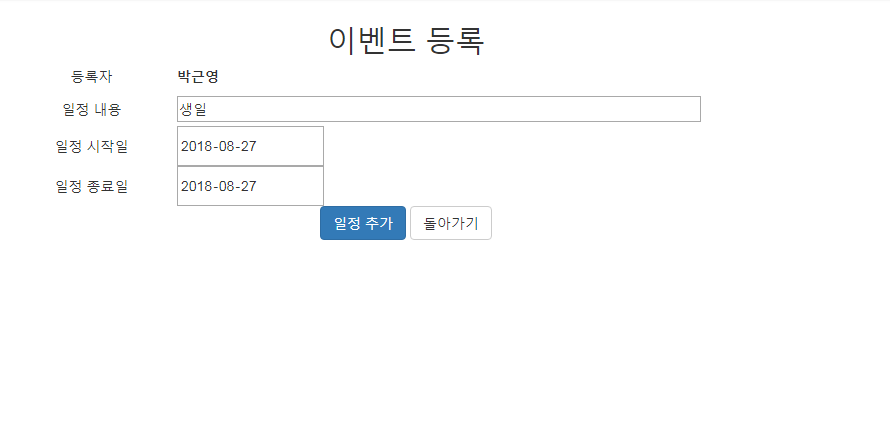 이벤트 등록
등록자 박근영
일정 내용 생일
일정 시작일 2018-08-27
일정 종료일 2018-08-27
일정 추가 돌아가기